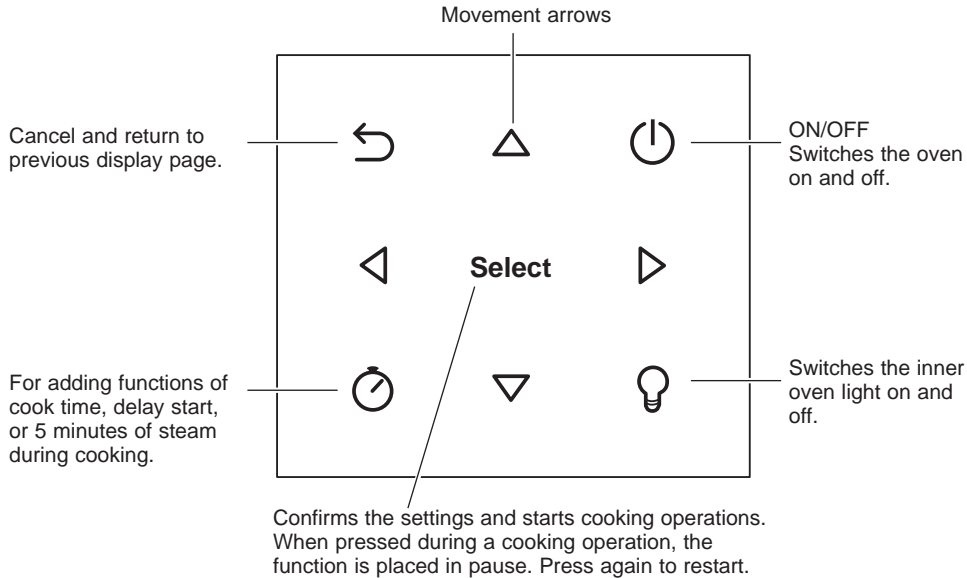 Movement arrows
Cancel and return to
previous display page.
ON/OFF
Switches the oven
on and off.
Select
For adding functions of
cook time, delay start,
or 5 minutes of steam
during cooking.
Switches the inner
oven light on and
off.
Confirms the settings and starts cooking operations.
When pressed during a cooking operation, the
function is placed in pause. Press again to restart.